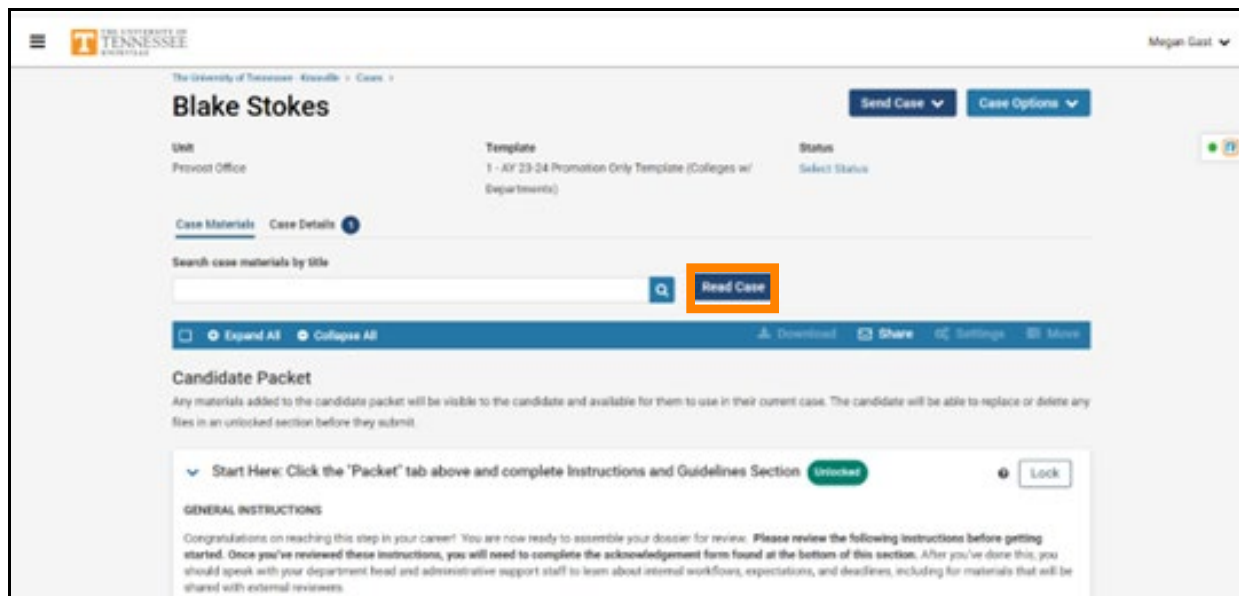 THE UNIVERSITY OF
TENNESSEE
KNOXVILLE
Megan Gast
The University of Tennessee - Knoxville > Cases >
Blake Stokes
Send Case
Case Options
Unit
Template
Status
Provost Office
1 - AY 23-24 Promotion Only Template (Colleges w/
Departments)
Select Status
Case Materials
Case Details
Search case materials by title
Read Case
Expand All
Collapse All
Download
Share
Settings
Move
Candidate Packet
Any materials added to the candidate packet will be visible to the candidate and available for them to use in their current case. The candidate will be able to replace or delete any
files in an unlocked section before they submit.
Start Here: Click the "Packet" tab above and complete Instructions and Guidelines Section
Unlocked
Lock
GENERAL INSTRUCTIONS
Congratulations on reaching this step in your career! You are now ready to assemble your dossier for review. Please review the following instructions before getting
started. Once you've reviewed these instructions, you will need to complete the acknowledgement form found at the bottom of this section. After you've done this, you
should speak with your department head and administrative support staff to learn about internal workflows, expectations, and deadlines, including for materials that will be
shared with external reviewers.